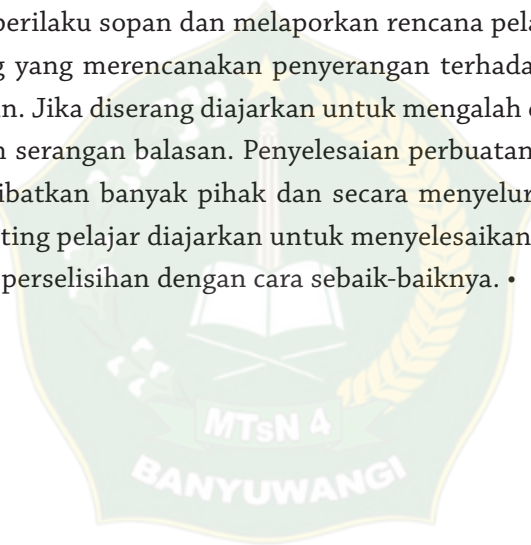 perilaku sopan dan melaporkan rencana pela
yang merencanakan penyerangan terhada
Jika diserang diajarkan untuk mengalah
serangan balasan. Penyelesaian perbuatan
ibatkan banyak pihak dan secara menyelur
ting pelajar diajarkan untuk menyelesaikan
perselisihan dengan cara sebaik-baiknya. •
MTsN 4
BANYUWANGI